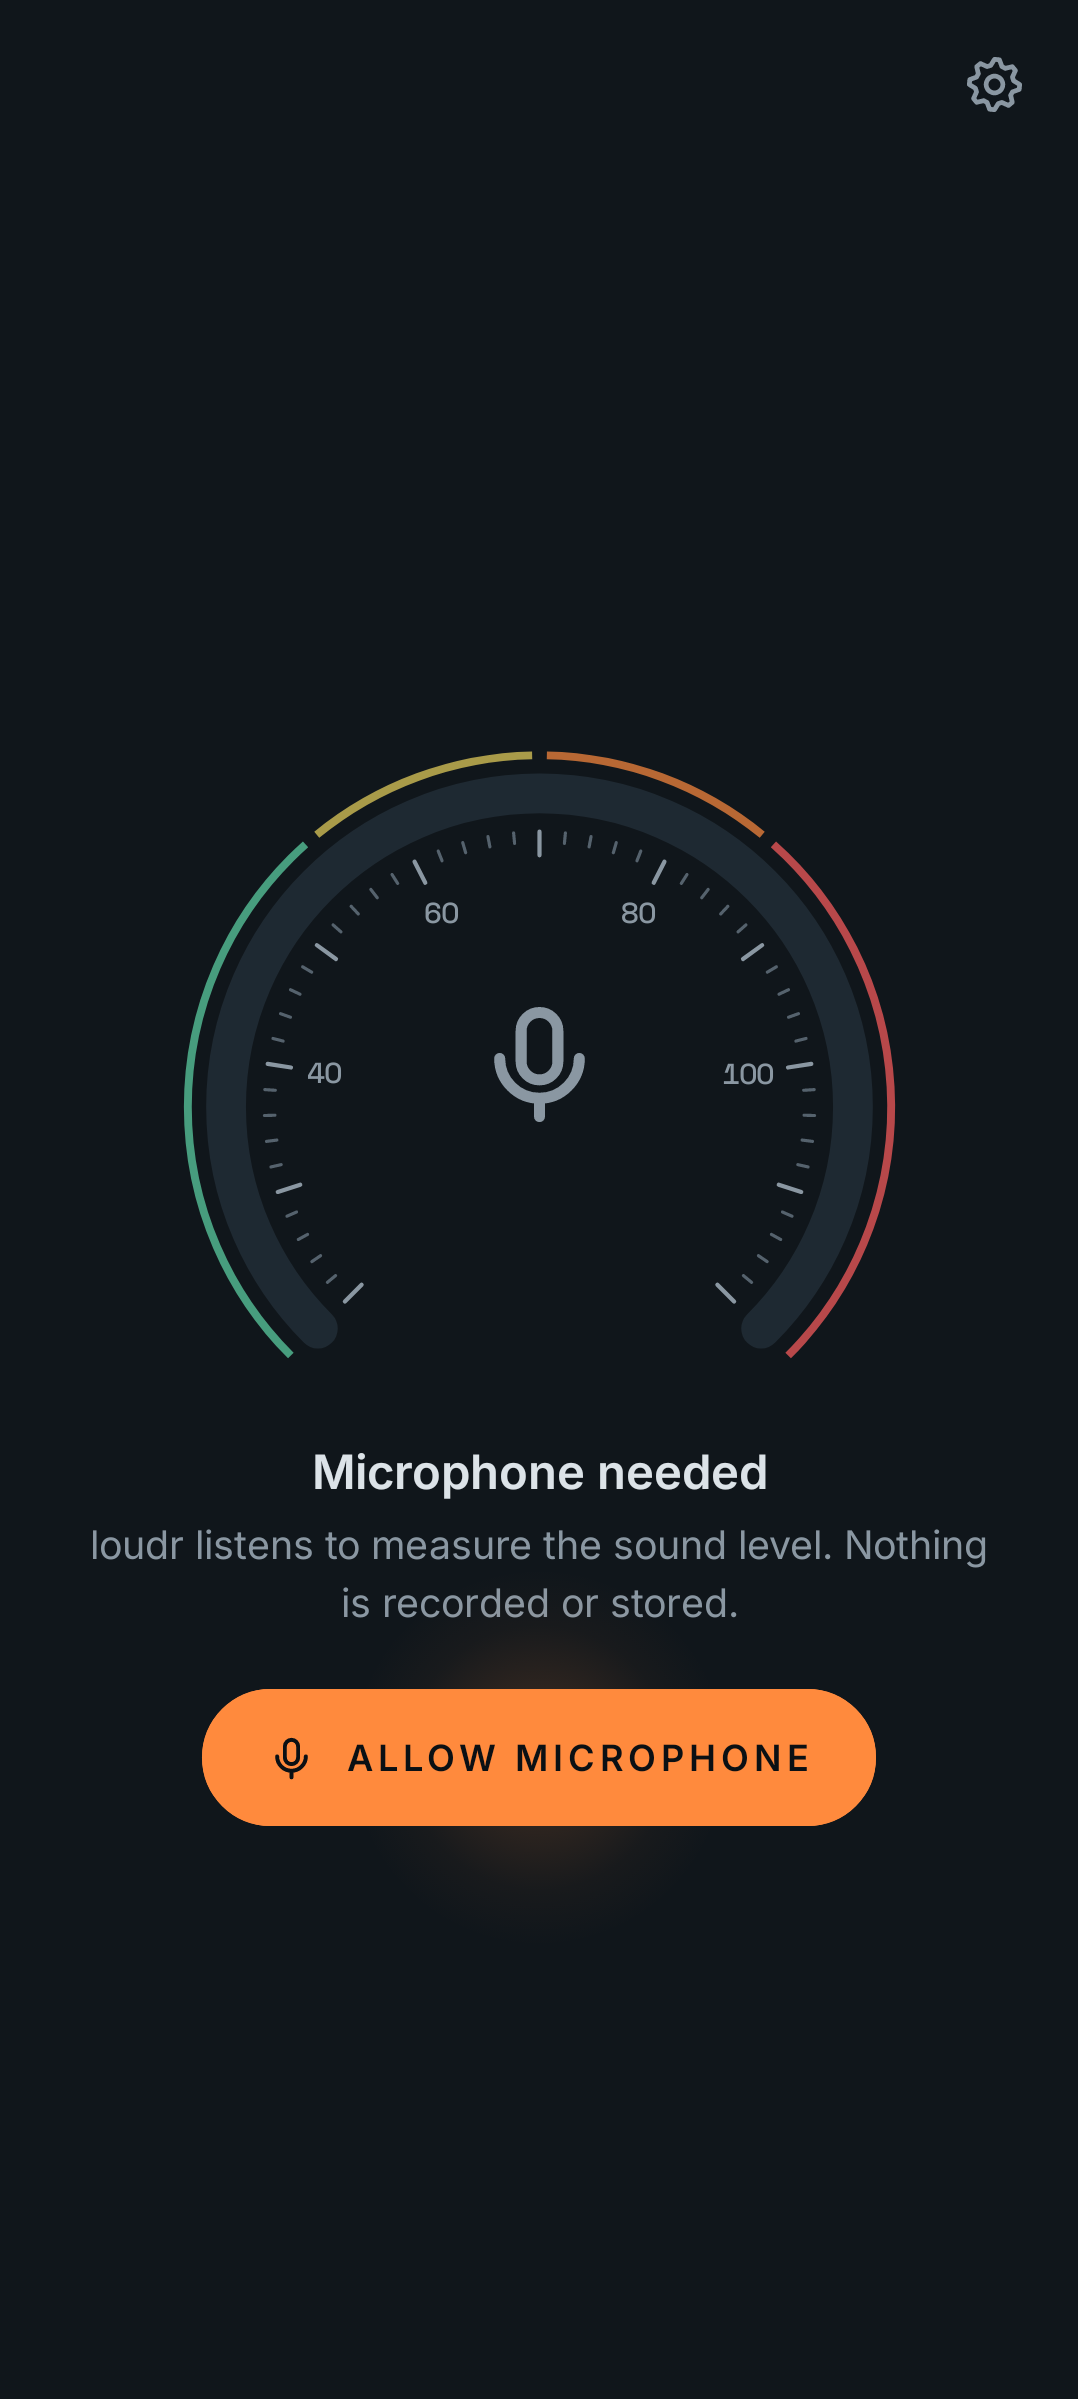 60
80
40
100
Microphone needed
loudr listens to measure the sound level. Nothing
is recorded or stored.
ALLOW MICROPHONE